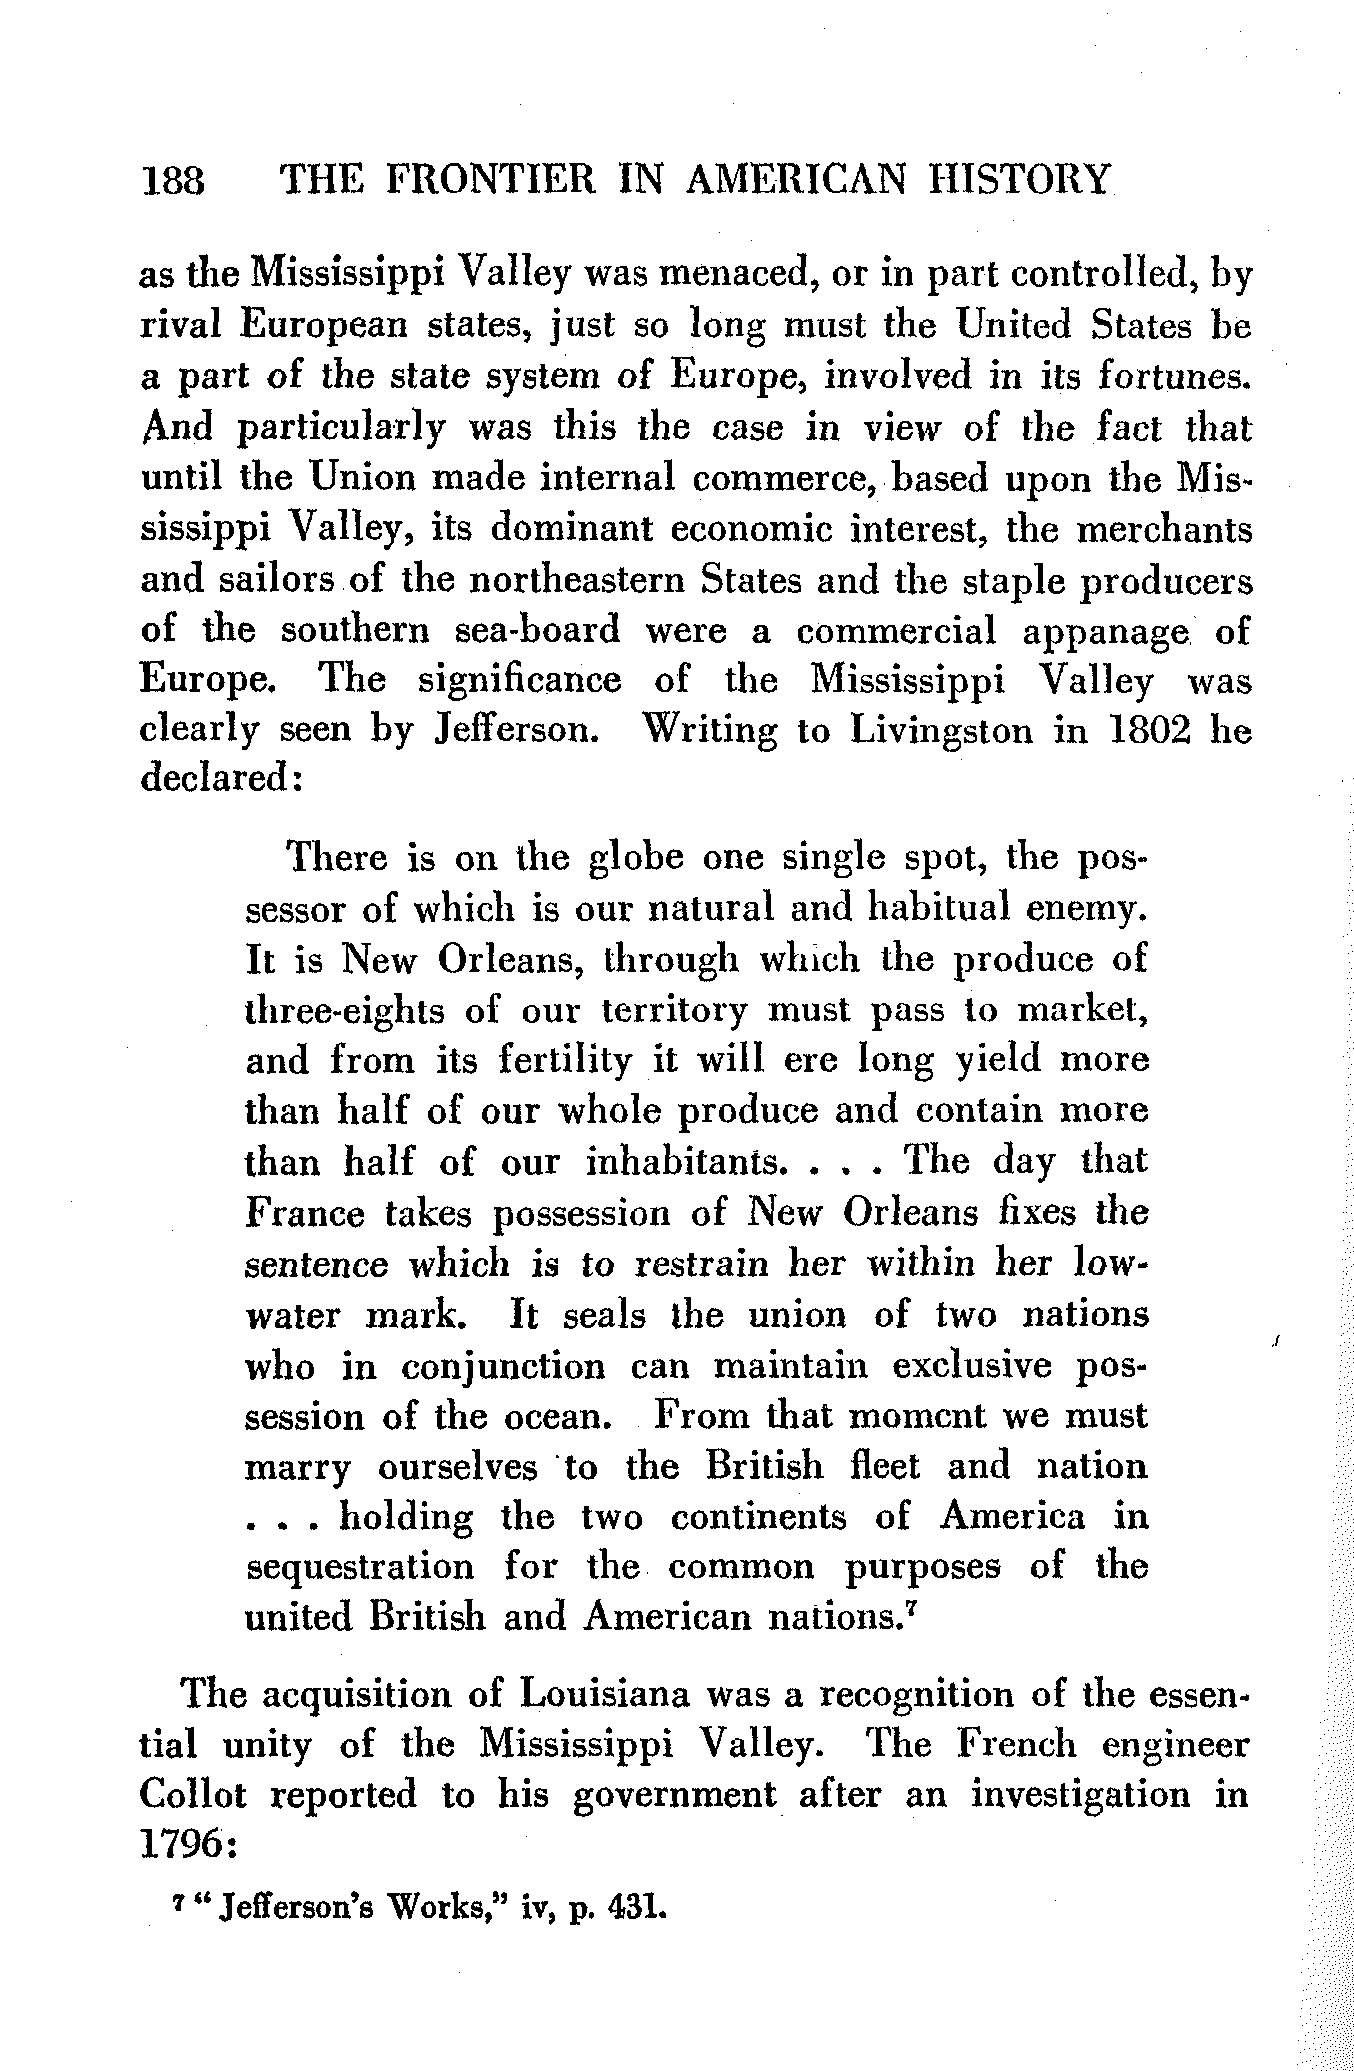 188 THE FRONTIER IN AMERICAN HISTORY
as the Mississippi Valley was menaced, or in part controlled, by
rival European states, just so long must the United States be
a part of the state system of Europe, involved in its fortunes.
And particularly was this the case in view of the fact that
until the Union made internal commerce, based upon the Mis-
sissippi Valley, its dominant economic interest, the merchants
and sailors of the northeastern States and the staple producers
of the southern sea-board were a commercial appanage of
Europe. The significance of the Mississippi Valley was
clearly seen by Jefferson. Writing to Livingston in 1802 he
declared:
There is on the globe one single spot, the pos-
sessor of which is our natural and habitual enemy.
It is New Orleans, through which the produce of
three-eights of our territory must pass to market,
and from its fertility it will ere long yield more
than half of our whole produce and contain more
than half of our inhabitants. . . . The day that
France takes possession of New Orleans fixes the
sentence which is to restrain her within her low-
water mark. It seals the union of two nations
who in conjunction can maintain exclusive pos-
session of the ocean. From that moment we must
marry ourselves to the British fleet and nation
. . . holding the two continents of America in
sequestration for the common purposes of the
united British and American nations.⁷
The acquisition of Louisiana was a recognition of the essen-
tial unity of the Mississippi Valley. The French engineer
Collot reported to his government after an investigation in
1796:
⁷ "Jefferson's Works," iv, p. 431.